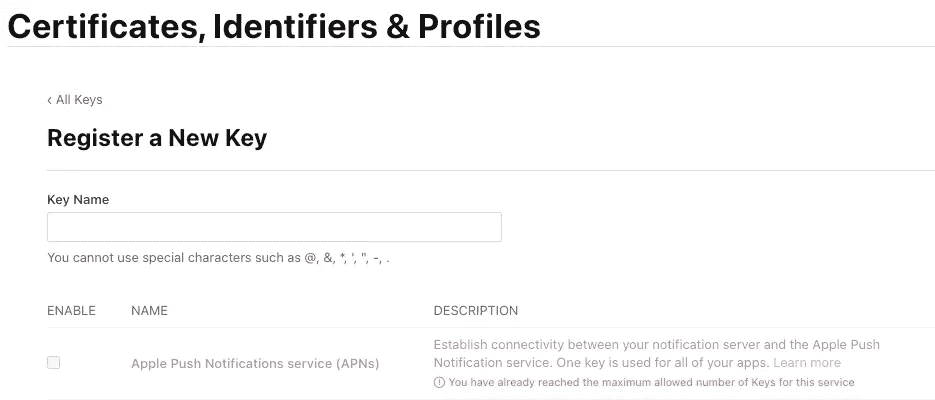 Certificates, Identifiers & Profiles
‹ All Keys
Register a New Key
Key Name
You cannot use special characters such as @, &, *, ', ", -, .
ENABLE NAME DESCRIPTION
Establish connectivity between your notification server and the Apple Push
Apple Push Notifications service (APNs) Notification service. One key is used for all of your apps. Learn more
You have already reached the maximum allowed number of Keys for this service